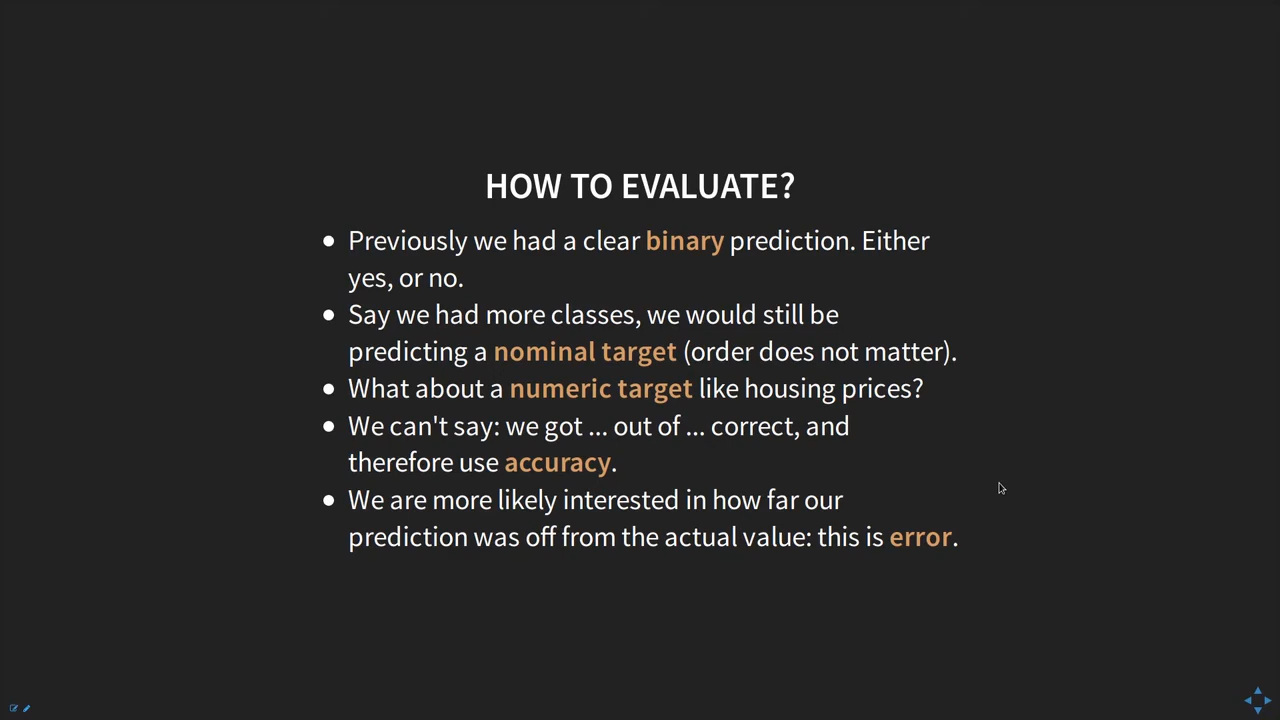 HOW TO EVALUATE?
• Previously we had a clear binary prediction. Either
yes, or no.
• Say we had more classes, we would still be
predicting a nominal target (order does not matter).
• What about a numeric target like housing prices?
• We can't say: we got ... out of ... correct, and
therefore use accuracy.
• We are more likely interested in how far our
prediction was off from the actual value: this is error.